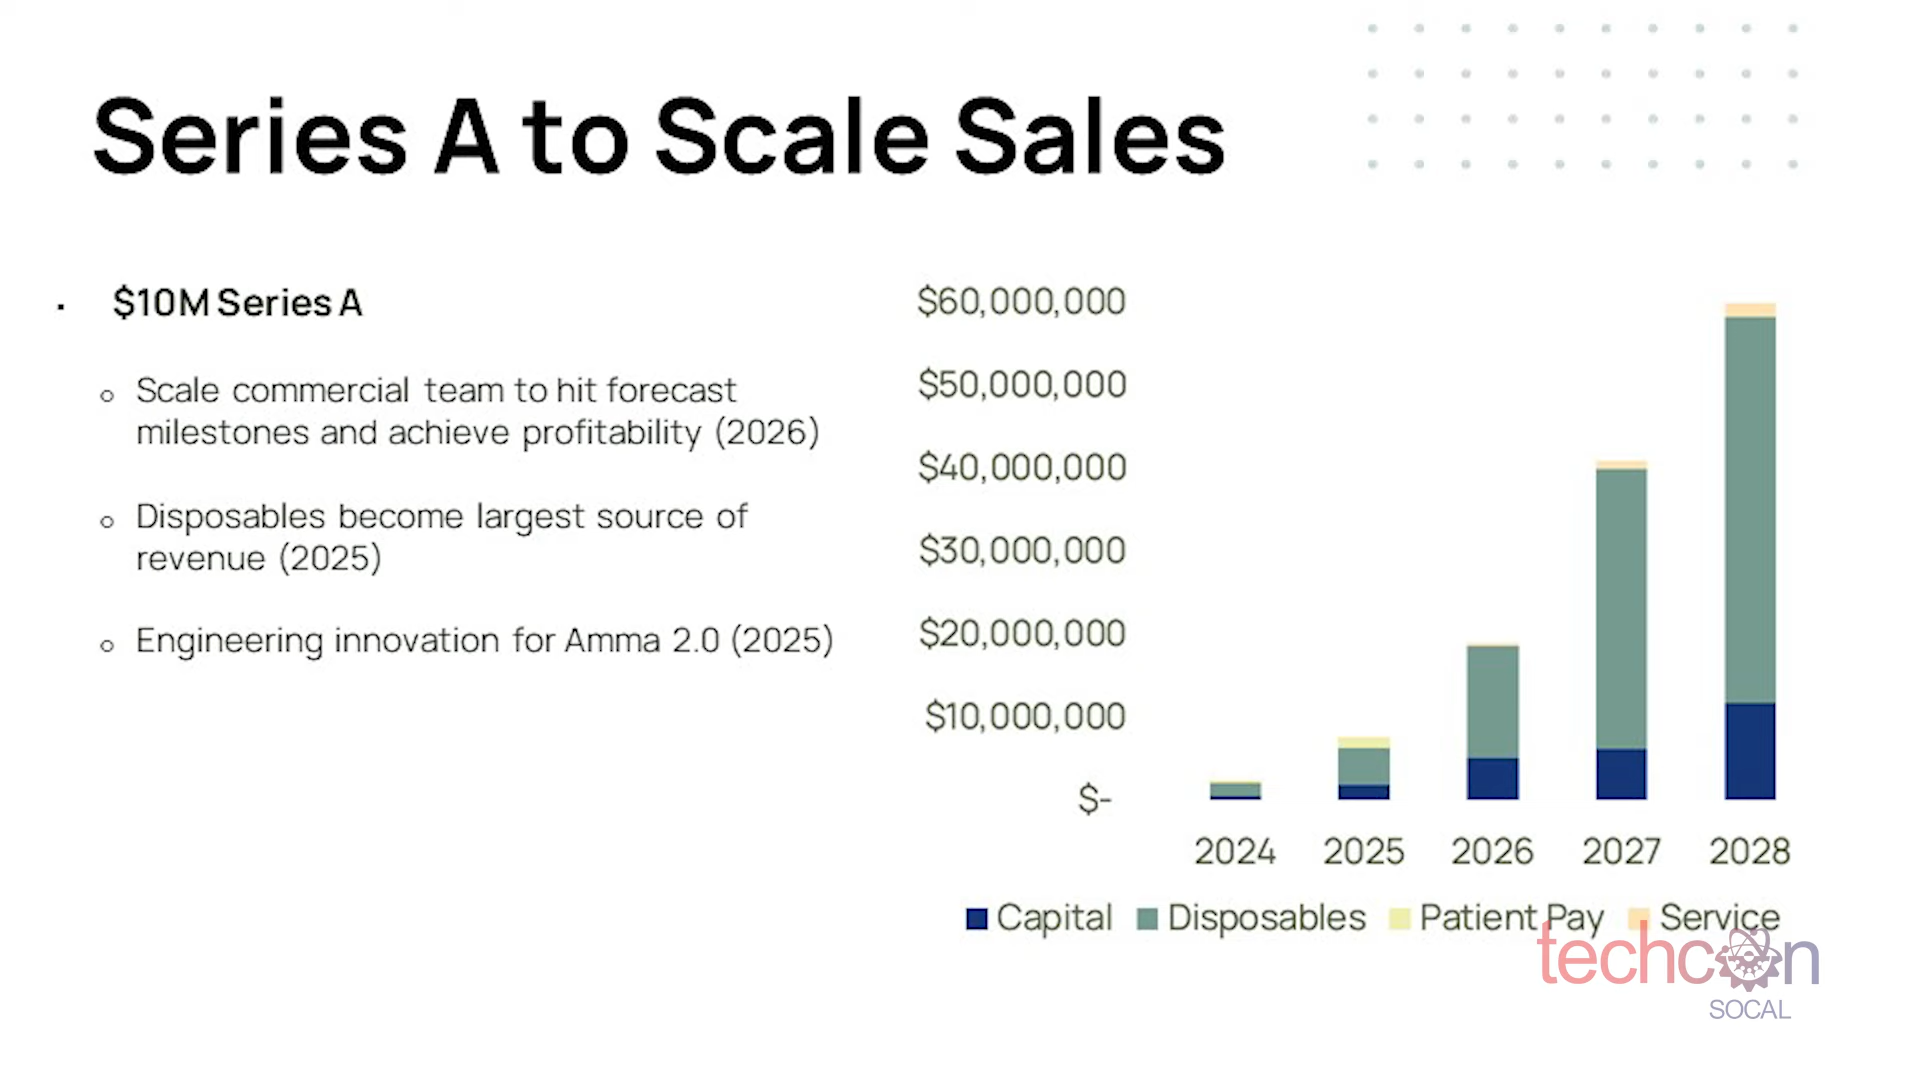 Series A to Scale Sales
$10M Series A
Scale commercial team to hit forecast
milestones and achieve profitability (2026)
Disposables become largest source of
revenue (2025)
Engineering innovation for Amma 2.0 (2025)
$60,000,000
$50,000,000
$40,000,000
$30,000,000
$20,000,000
$10,000,000
$-
2024 2025 2026 2027 2028
Capital Disposables Patient Pay Service
techcon
SOCAL